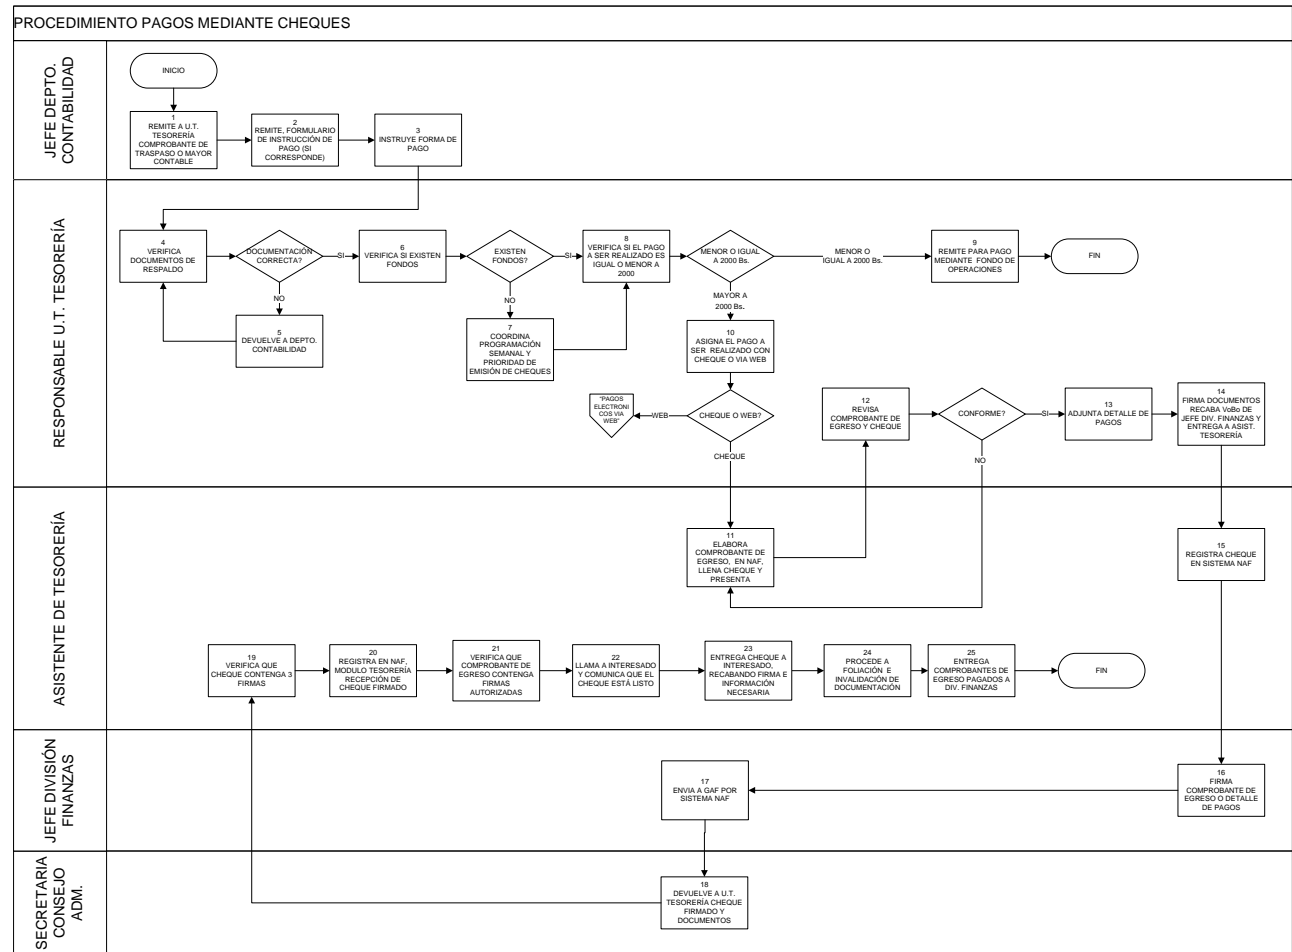 PROCEDIMIENTO PAGOS MEDIANTE CHEQUES
JEFE DEPTO.
CONTABILIDAD
INICIO
1
REMITE A U.T.
TESORERÍA
COMPROBANTE DE
TRASPASO O MAYOR
CONTABLE
2
REMITE, FORMULARIO
DE INSTRUCCIÓN DE
PAGO (SI
CORRESPONDE)
3
INSTRUYE FORMA DE
PAGO
RESPONSABLE U.T. TESORERÍA
4
VERIFICA
DOCUMENTOS DE
RESPALDO
DOCUMENTACIÓN
CORRECTA?
SI
NO
5
DEVUELVE A DEPTO.
CONTABILIDAD
6
VERIFICA SI EXISTEN
FONDOS
EXISTEN
FONDOS?
SI
NO
7
COORDINA
PROGRAMACIÓN
SEMANAL Y
PRIORIDAD DE
EMISIÓN DE CHEQUES
8
VERIFICA SI EL PAGO
A SER REALIZADO ES
IGUAL O MENOR A
2000
MENOR O IGUAL
A 2000 Bs.
MENOR O
IGUAL A 2000 Bs.
9
REMITE PARA PAGO
MEDIANTE FONDO DE
OPERACIONES
FIN
MAYOR A
2000 Bs.
10
ASIGNA EL PAGO A
SER REALIZADO CON
CHEQUE O VIA WEB
CHEQUE O WEB?
WEB
"PAGOS
ELECTRONI
COS VIA
WEB"
CHEQUE
12
REVISA
COMPROBANTE DE
EGRESO Y CHEQUE
CONFORME?
SI
NO
13
ADJUNTA DETALLE DE
PAGOS
14
FIRMA DOCUMENTOS
RECABA VoBo DE
JEFE DIV. FINANZAS Y
ENTREGA A ASIST.
TESORERÍA
ASISTENTE DE TESORERÍA
11
ELABORA
COMPROBANTE DE
EGRESO, EN NAF,
LLENA CHEQUE Y
PRESENTA
15
REGISTRA CHEQUE
EN SISTEMA NAF
19
VERIFICA QUE
CHEQUE CONTENGA 3
FIRMAS
20
REGISTRA EN NAF,
MODULO TESORERÍA
RECEPCIÓN DE
CHEQUE FIRMADO
21
VERIFICA QUE
COMPROBANTE DE
EGRESO CONTENGA
FIRMAS
AUTORIZADAS
22
LLAMA A INTERESADO
Y COMUNICA QUE EL
CHEQUE ESTÁ LISTO
23
ENTREGA CHEQUE A
INTERESADO,
RECABANDO FIRMA E
INFORMACIÓN
NECESARIA
24
PROCEDE A
FOLIACIÓN E
INVALIDACIÓN DE
DOCUMENTACIÓN
25
ENTREGA
COMPROBANTES DE
EGRESO PAGADOS A
DIV. FINANZAS
FIN
JEFE DIVISIÓN
FINANZAS
16
FIRMA
COMPROBANTE DE
EGRESO O DETALLE
DE PAGOS
17
ENVIA A GAF POR
SISTEMA NAF
SECRETARIA
CONSEJO
ADM.
18
DEVUELVE A U.T.
TESORERÍA CHEQUE
FIRMADO Y
DOCUMENTOS